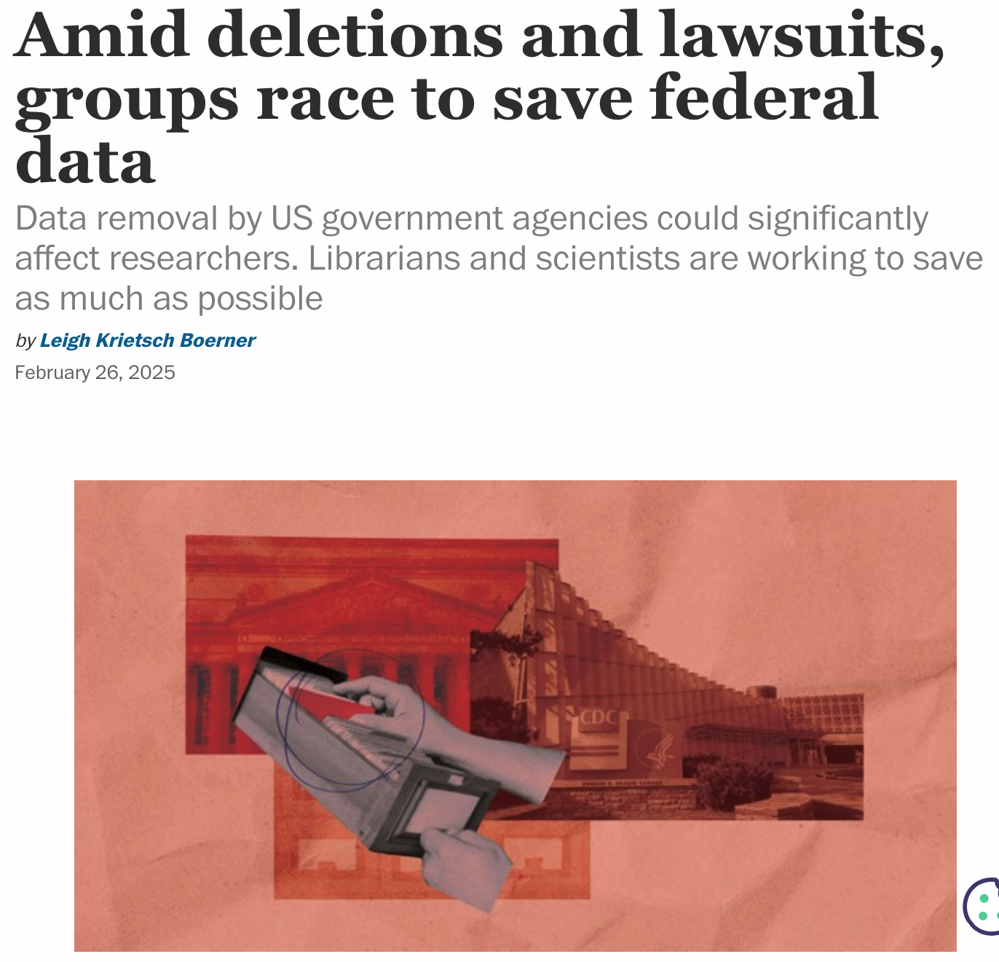 Amid deletions and lawsuits,
groups race to save federal
data
Data removal by US government agencies could significantly
affect researchers. Librarians and scientists are working to save
as much as possible
by Leigh Krietsch Boerner
February 26, 2025
CDC